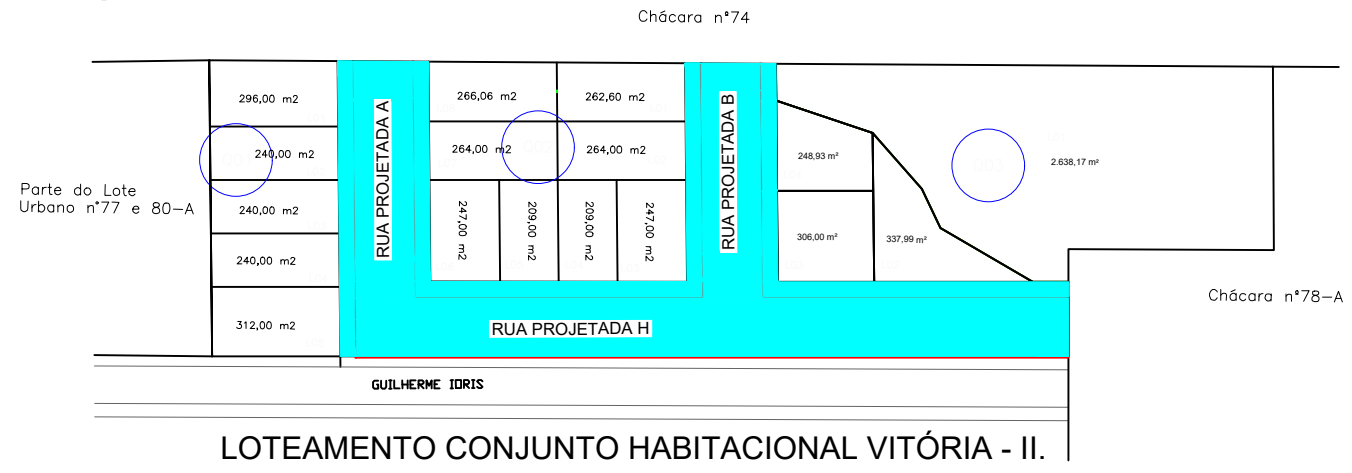 Chácara n°74
296,00 m2
240,00 m2
240,00 m2
240,00 m2
312,00 m2
Parte do Lote
Urbano n°77 e 80-A
RUA PROJETADA A
266,06 m2
262,60 m2
264,00 m2
264,00 m2
247,00 m2
209,00 m2
209,00 m2
247,00 m2
RUA PROJETADA B
248,93 m²
306,00 m²
337,99 m²
2.638,17 m²
Chácara n°78-A
RUA PROJETADA H
GUILHERME IORIS
LOTEAMENTO CONJUNTO HABITACIONAL VITÓRIA - II.